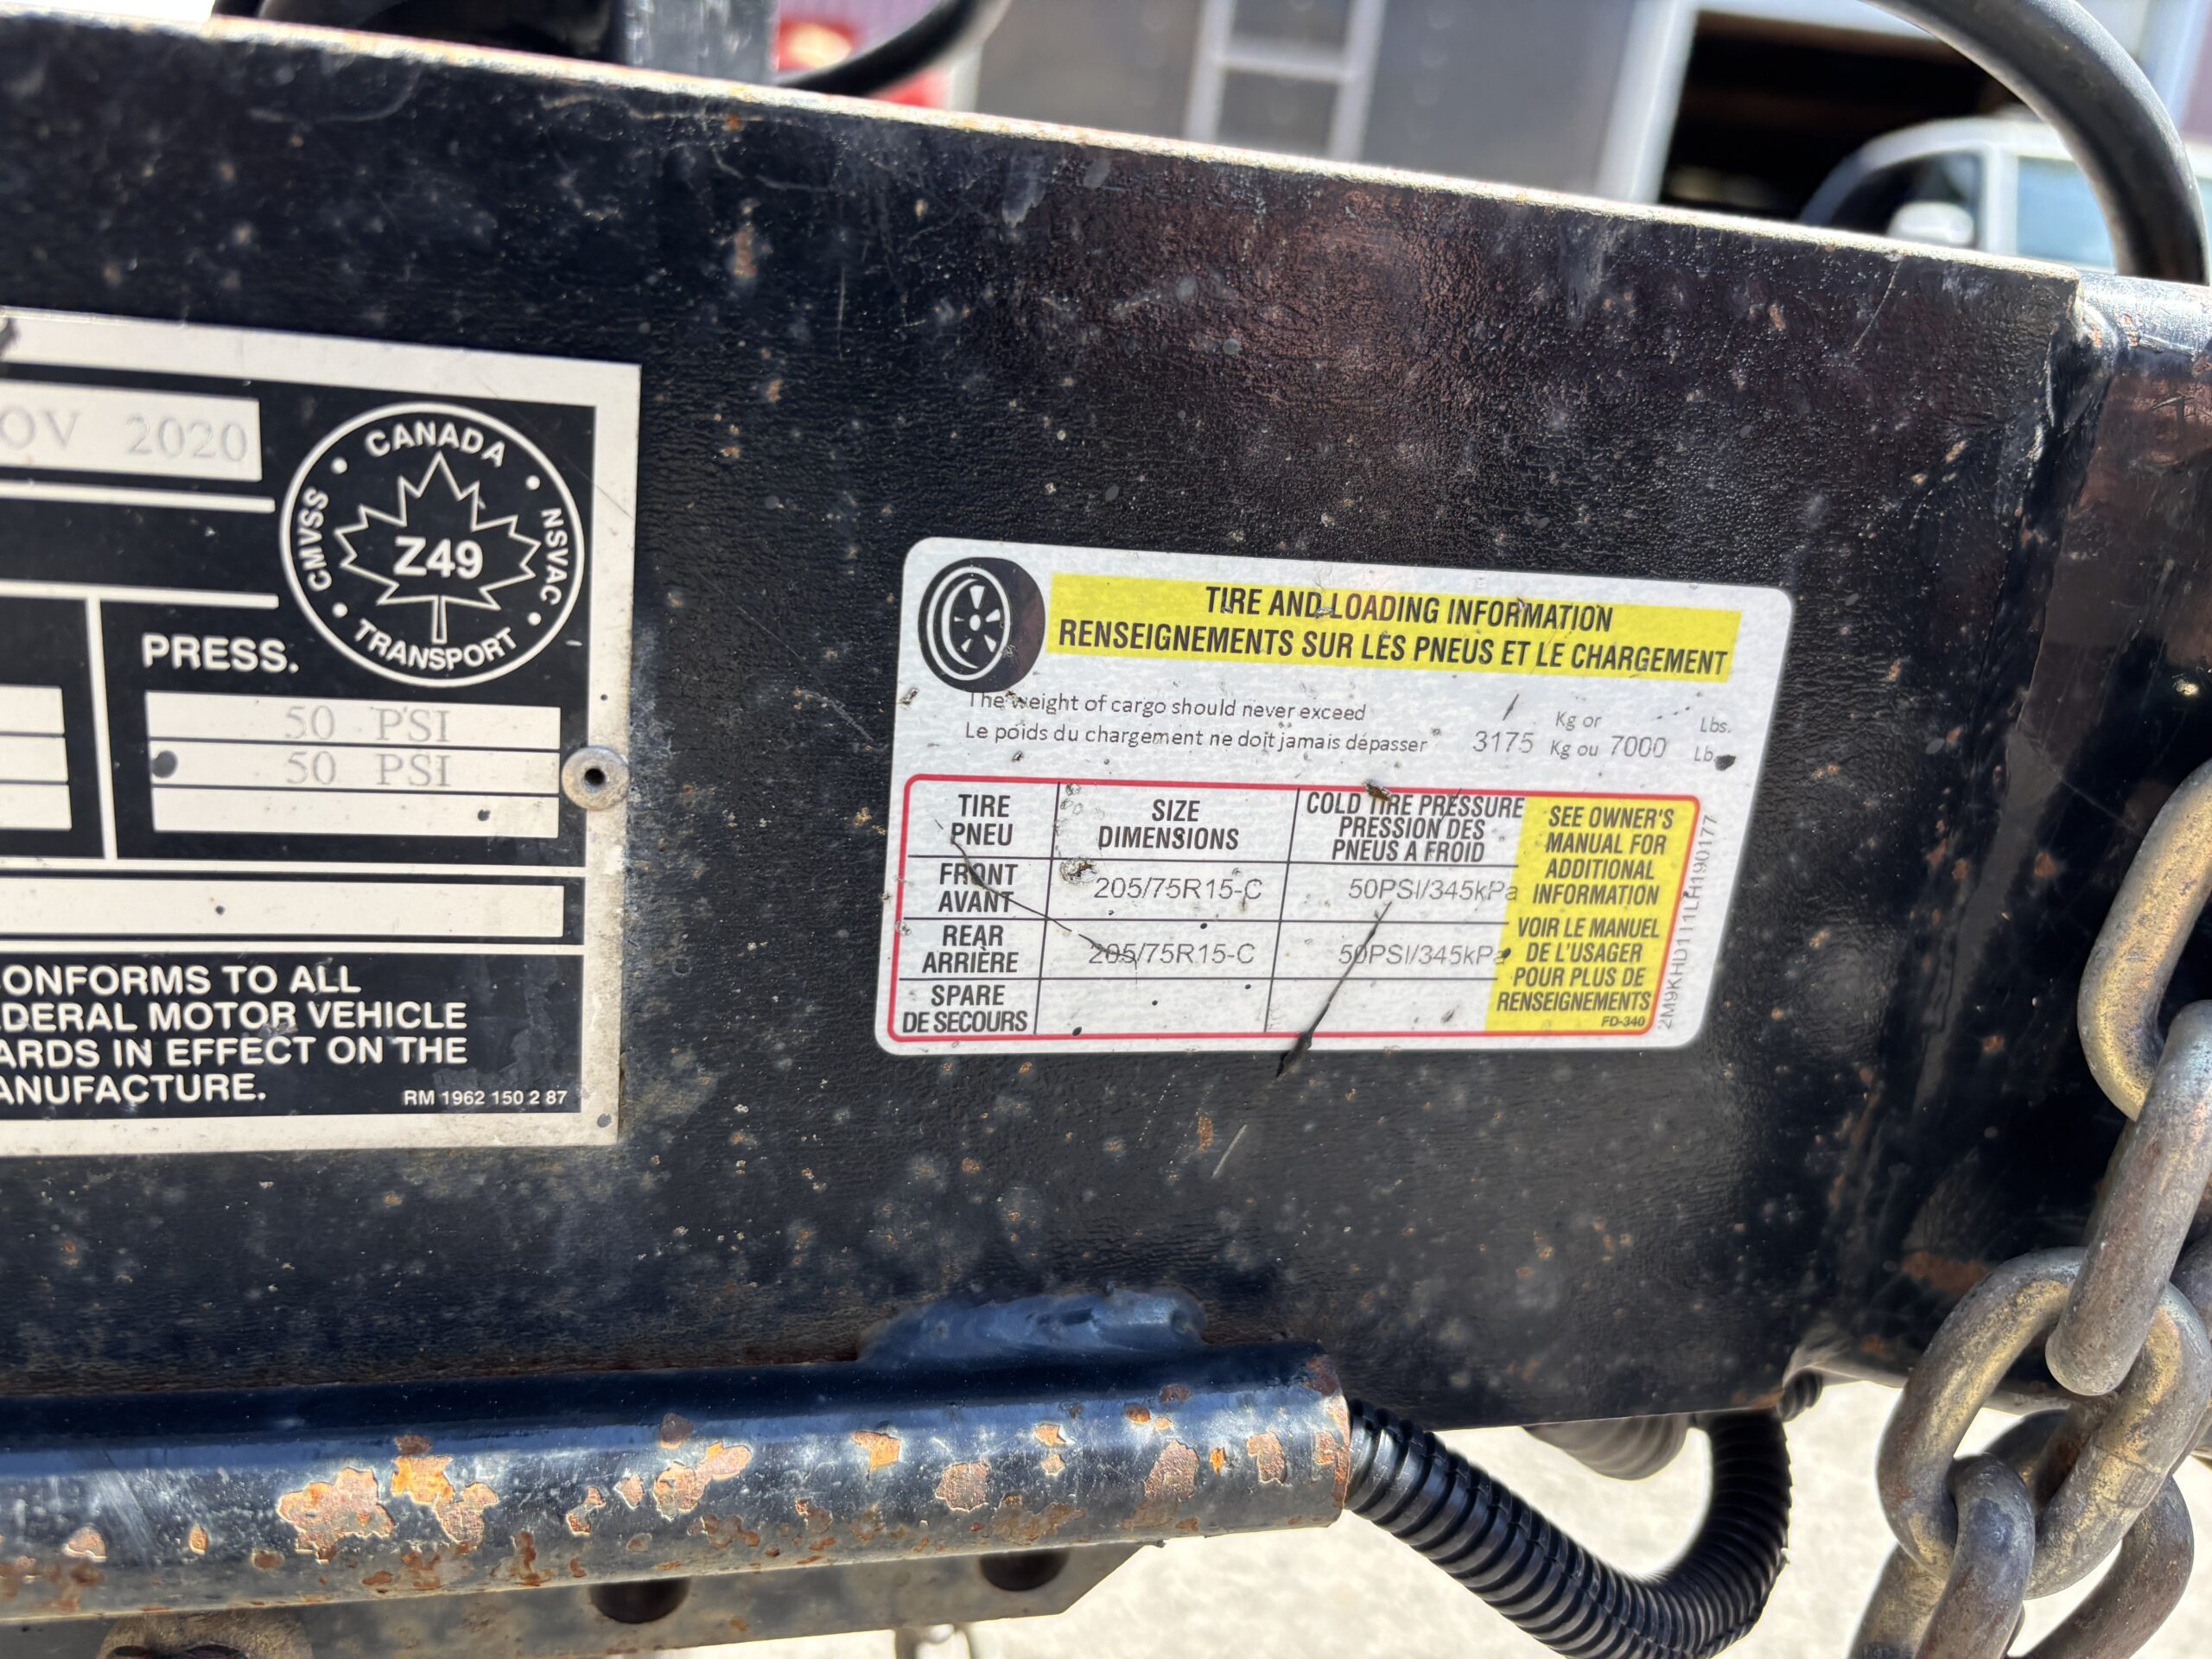 OV 2020
CANADA
CMVSS
NSVAC
Z49
TRANSPORT
PRESS.
50 PSI
50 PSI
ONFORMS TO ALL
DERAL MOTOR VEHICLE
ARDS IN EFFECT ON THE
ANUFACTURE.
RM 1962 150 2 87
TIRE AND LOADING INFORMATION
RENSEIGNEMENTS SUR LES PNEUS ET LE CHARGEMENT
The weight of cargo should never exceed Kg or Lbs.
Le poids du chargement ne doit jamais dépasser 3175 Kg ou 7000 Lb
TIRE
PNEU
SIZE
DIMENSIONS
COLD TIRE PRESSURE
PRESSION DES
PNEUS A FROID
FRONT
AVANT
205/75R15-C
50PSI/345kPa
REAR
ARRIÈRE
205/75R15-C
50PSI/345kPa
SPARE
DE SECOURS
SEE OWNER'S
MANUAL FOR
ADDITIONAL
INFORMATION
VOIR LE MANUEL
DE L'USAGER
POUR PLUS DE
RENSEIGNEMENTS
FD-340
2M9KHD111LH190177